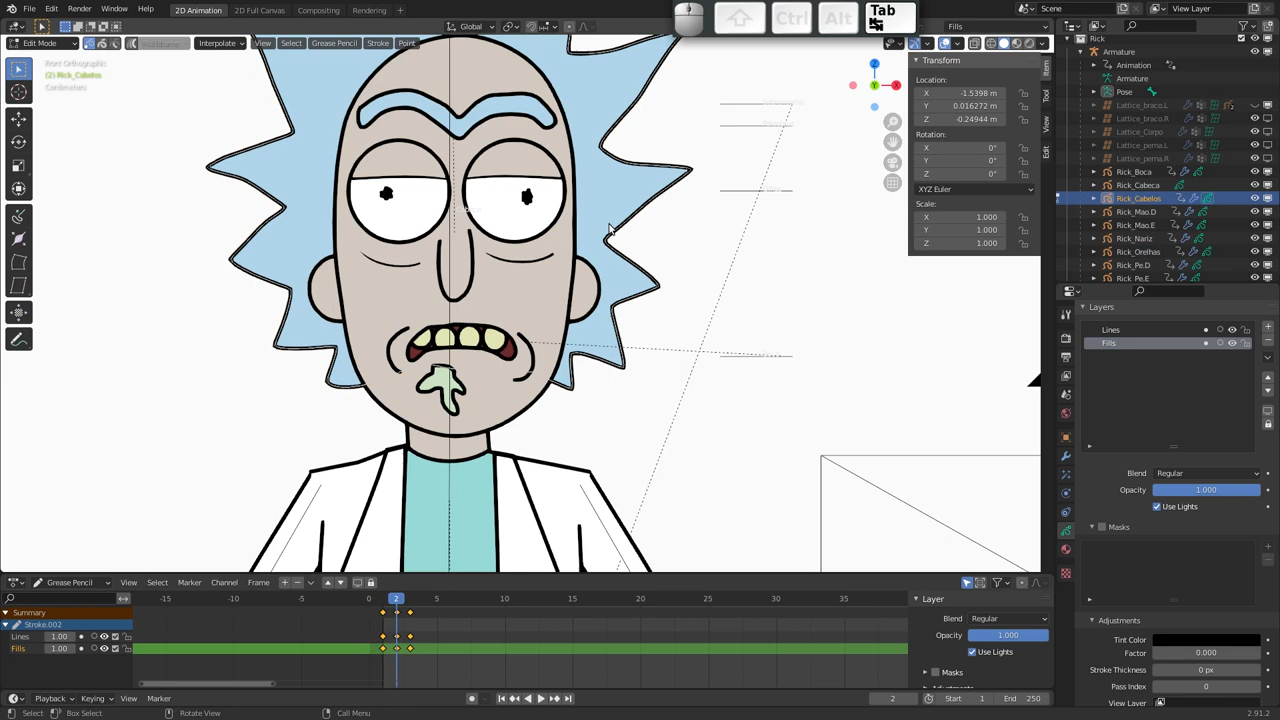 File Edit Render Window Help 2D Animation 2D Full Canvas Compositing Rendering
Ctrl Alt Tab
Scene View Layer
Edit Mode Interpolate View Select Grease Pencil Stroke Point Global Fills
Front Orthographic
(2) Rick_Cabelos
Centimeters
Transform
Location:
X -1.5398 m
Y 0.016272 m
Z -0.24944 m
Rotation:
X 0°
Y 0°
Z 0°
XYZ Euler
Scale:
X 1.000
Y 1.000
Z 1.000
Item
Tool
View
Edit
Z
Y
X
Rick
Armature
Animation
Armature
Pose
Lattice_braco.L
Lattice_braco.R
Lattice_Corpo
Lattice_perna.L
Lattice_perna.R
Rick_Boca
Rick_Cabeca
Rick_Cabelos
Rick_Mao.D
Rick_Mao.E
Rick_Nariz
Rick_Orelhas
Rick_Pe.D
Rick_Pe.E
Layers
Lines
Fills
Blend Regular
Opacity 1.000
Use Lights
Masks
Adjustments
Tint Color
Factor 0.000
Stroke Thickness 0 px
Pass Index 0
View Layer
Grease Pencil View Select Marker Channel Frame
-15 -10 -5 0 2 5 10 15 20 25 30 35
Summary
Stroke.002
Lines 1.00
Fills 1.00
Layer
Blend Regular
Opacity 1.000
Use Lights
Masks
Playback Keying View Marker 2 Start 1 End 250
Select Box Select Rotate View Call Menu 2.91.2